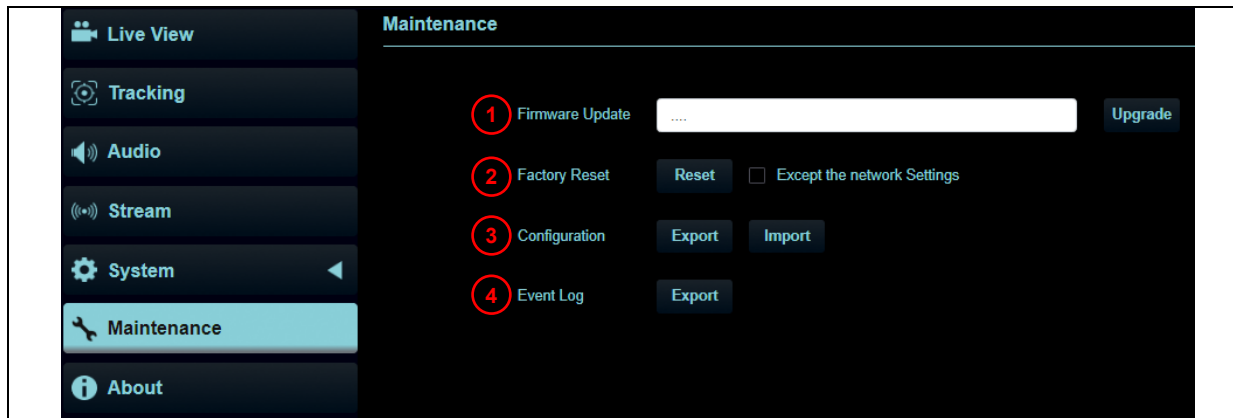 Live View
Tracking
Audio
Stream
System
Maintenance
About
Maintenance
1 Firmware Update .... Upgrade
2 Factory Reset Reset Except the network Settings
3 Configuration Export Import
4 Event Log Export